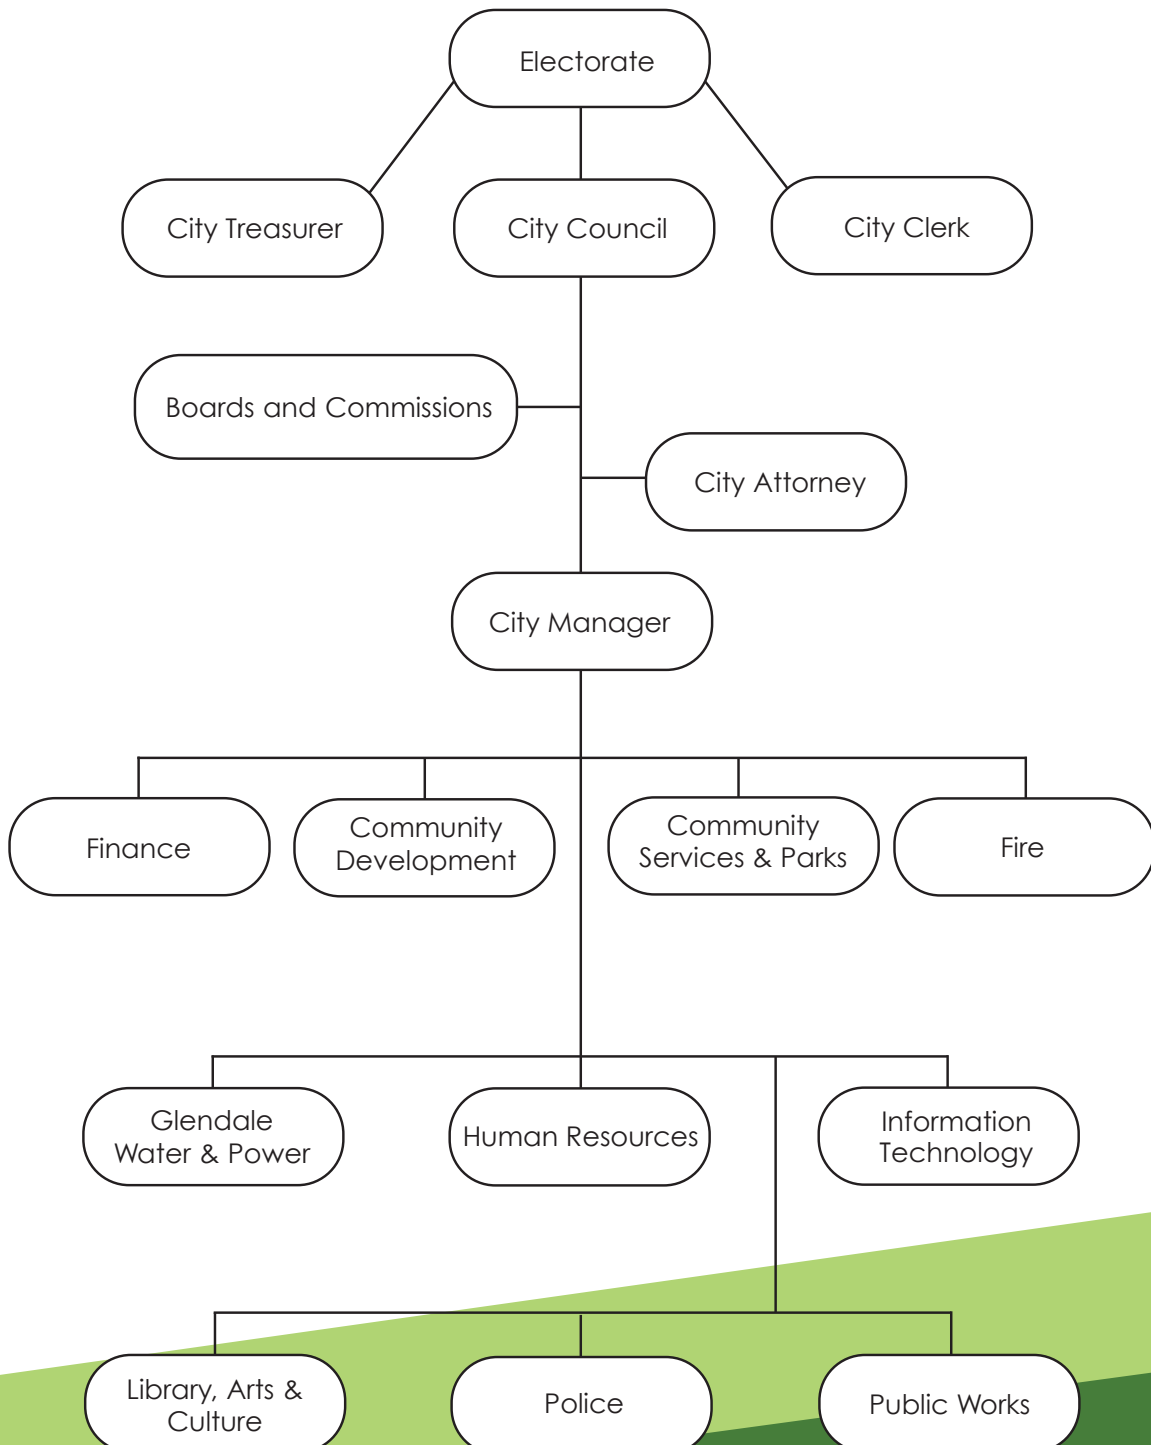 Electorate
City Treasurer
City Council
City Clerk
Boards and Commissions
City Attorney
City Manager
Finance
Community
Development
Community
Services & Parks
Fire
Glendale
Water & Power
Human Resources
Information
Technology
Library, Arts &
Culture
Police
Public Works